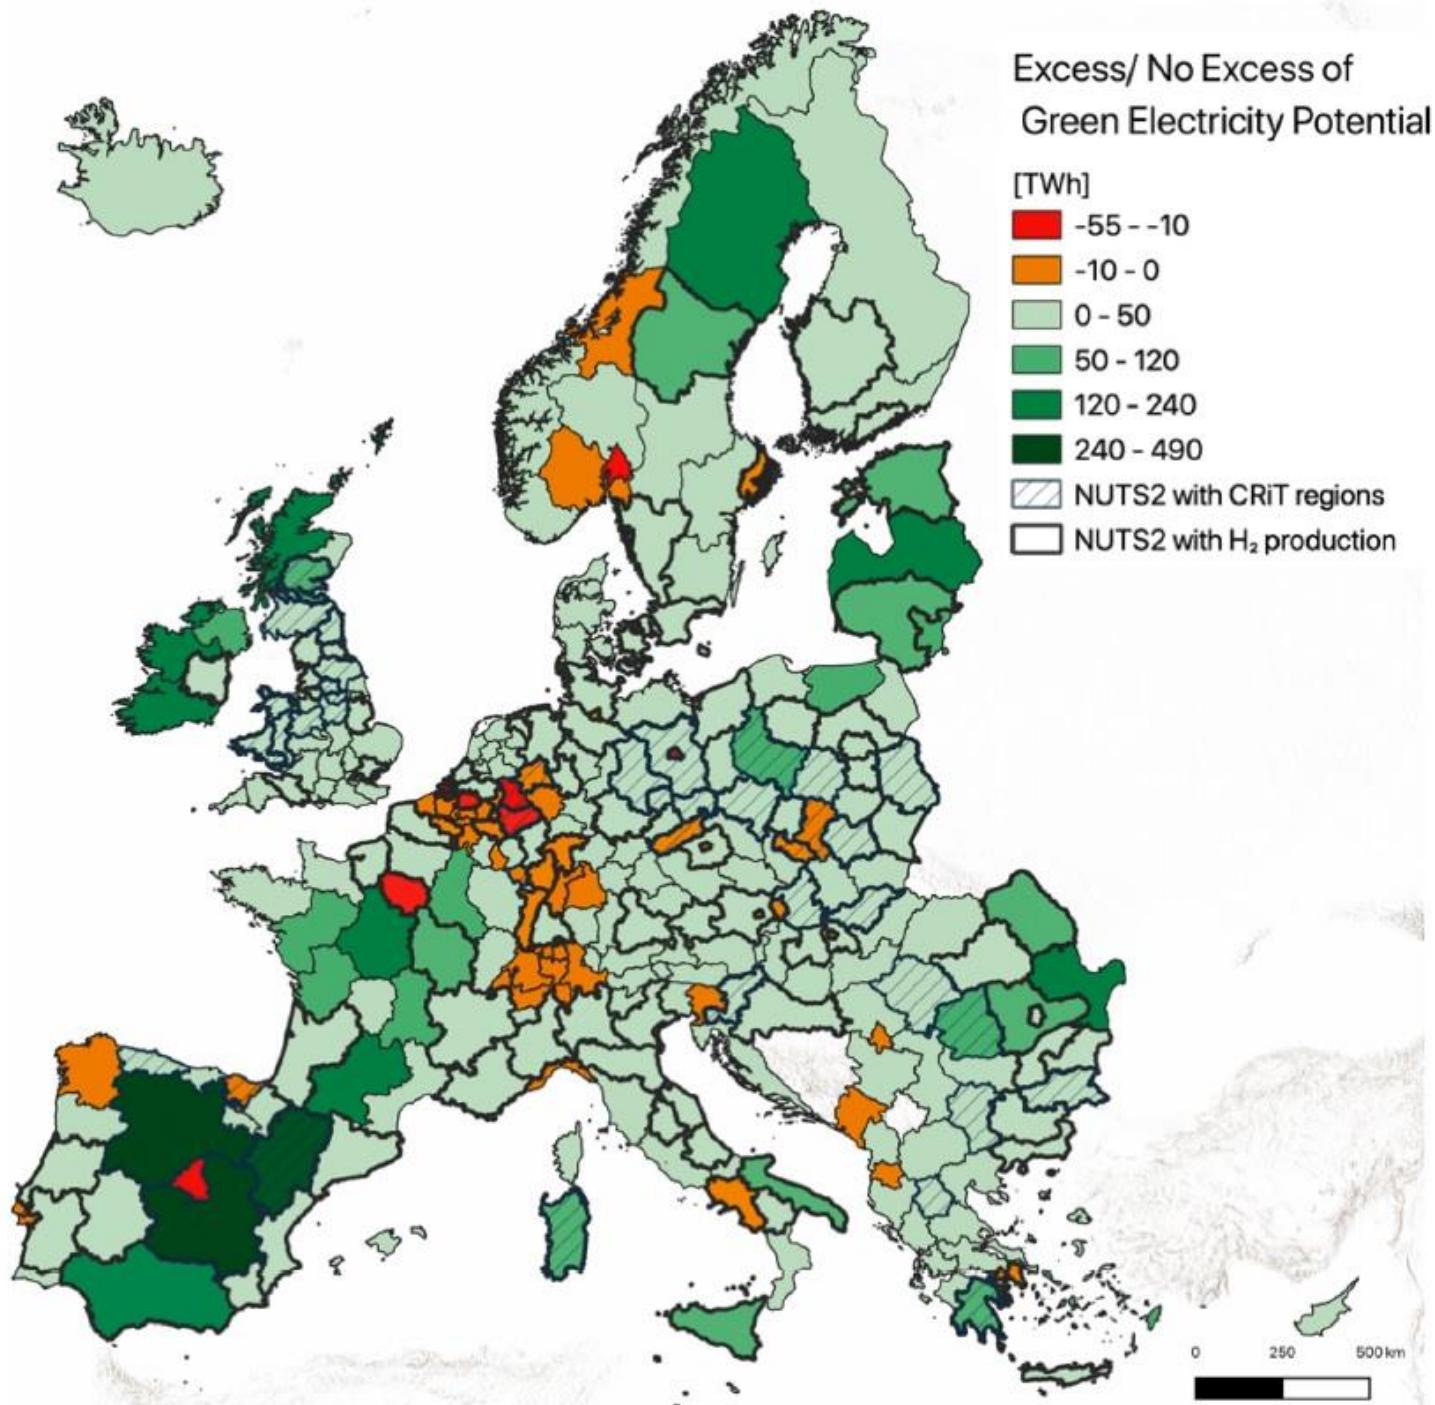 Excess/ No Excess of
Green Electricity Potential
[TWh]
-55 - -10
-10 - 0
0 - 50
50 - 120
120 - 240
240 - 490
NUTS2 with CRiT regions
NUTS2 with H₂ production
0 250 500 km